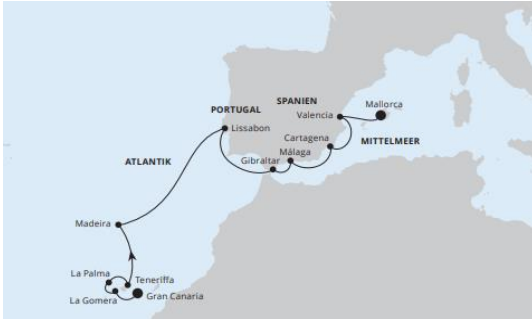 SPANIEN
Mallorca
PORTUGAL
Valencia
Lissabon
Cartagena
MITTELMEER
Málaga
ATLANTIK
Gibraltar
Madeira
La Palma
Teneriffa
La Gomera
Gran Canaria